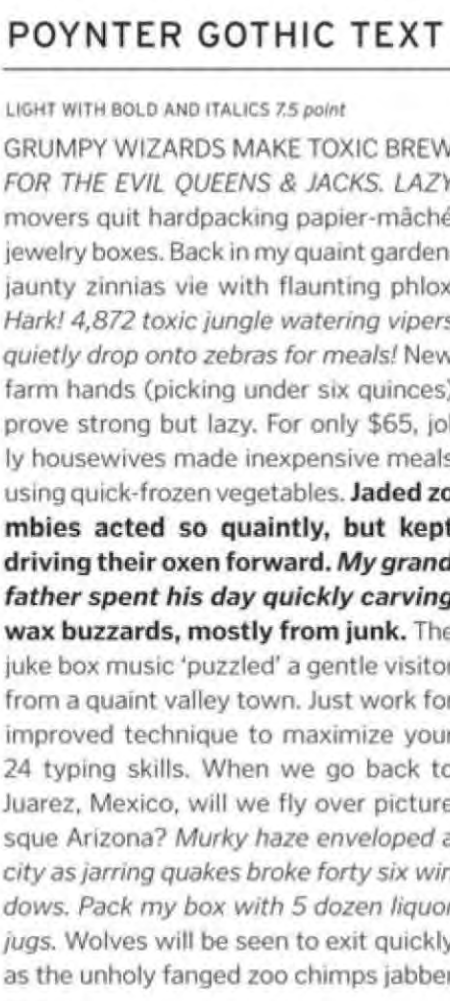 POYNTER GOTHIC TEXT
LIGHT WITH BOLD AND ITALICS 7.5 point
GRUMPY WIZARDS MAKE TOXIC BREW
FOR THE EVIL QUEENS & JACKS. LAZY
movers quit hardpacking papier-mâché
jewelry boxes. Back in my quaint garden
jaunty zinnias vie with flaunting phlox
Hark! 4,872 toxic jungle watering vipers
quietly drop onto zebras for meals! New
farm hands (picking under six quinces)
prove strong but lazy. For only $65, jol
ly housewives made inexpensive meals
using quick-frozen vegetables. Jaded zo
mbies acted so quaintly, but kept
driving their oxen forward. My grand
father spent his day quickly carving
wax buzzards, mostly from junk. The
juke box music ‘puzzled’ a gentle visitor
from a quaint valley town. Just work for
improved technique to maximize your
24 typing skills. When we go back to
Juarez, Mexico, will we fly over picture
sque Arizona? Murky haze enveloped a
city as jarring quakes broke forty six win
dows. Pack my box with 5 dozen liquor
jugs. Wolves will be seen to exit quickly
as the unholy fanged zoo chimps jabber